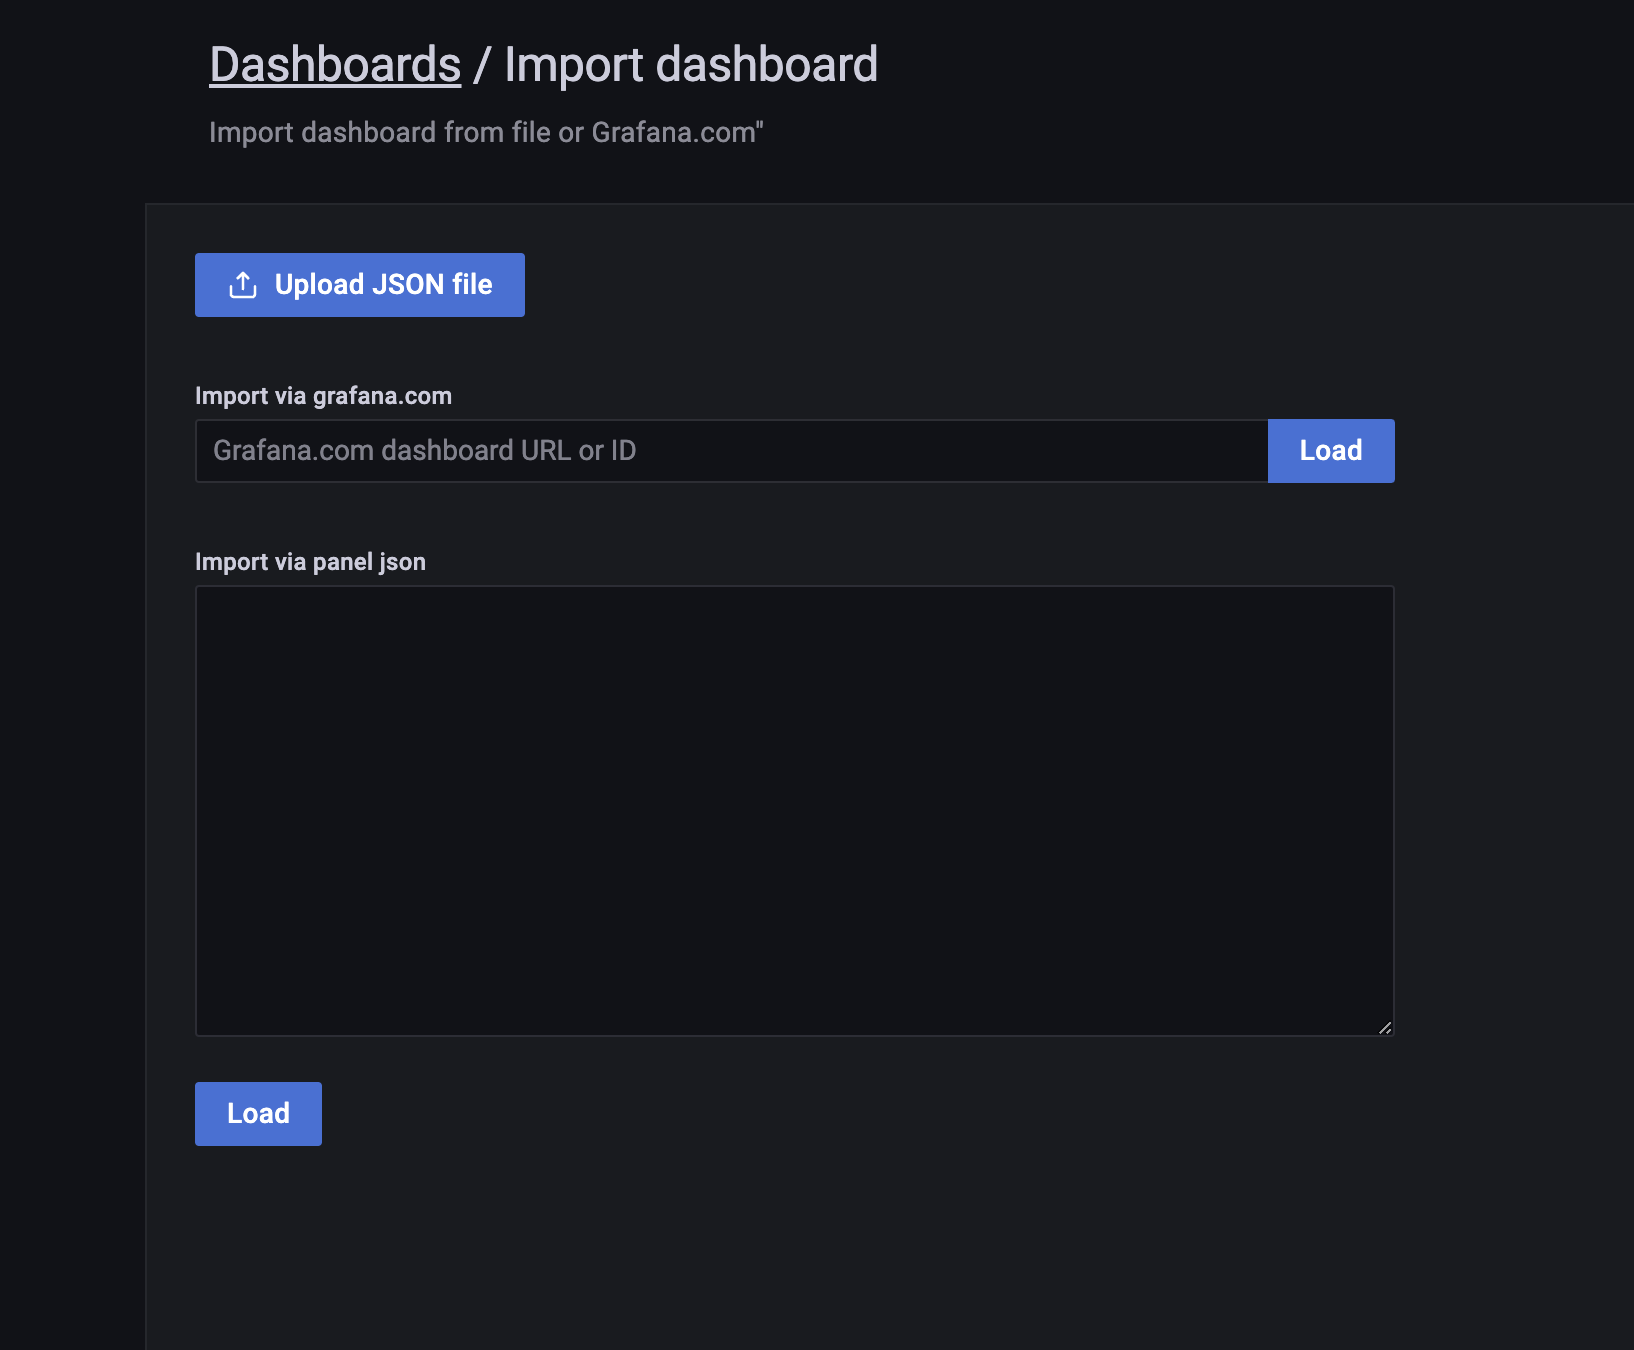 Dashboards / Import dashboard
Import dashboard from file or Grafana.com"
Upload JSON file
Import via grafana.com
Grafana.com dashboard URL or ID
Load
Import via panel json
Load